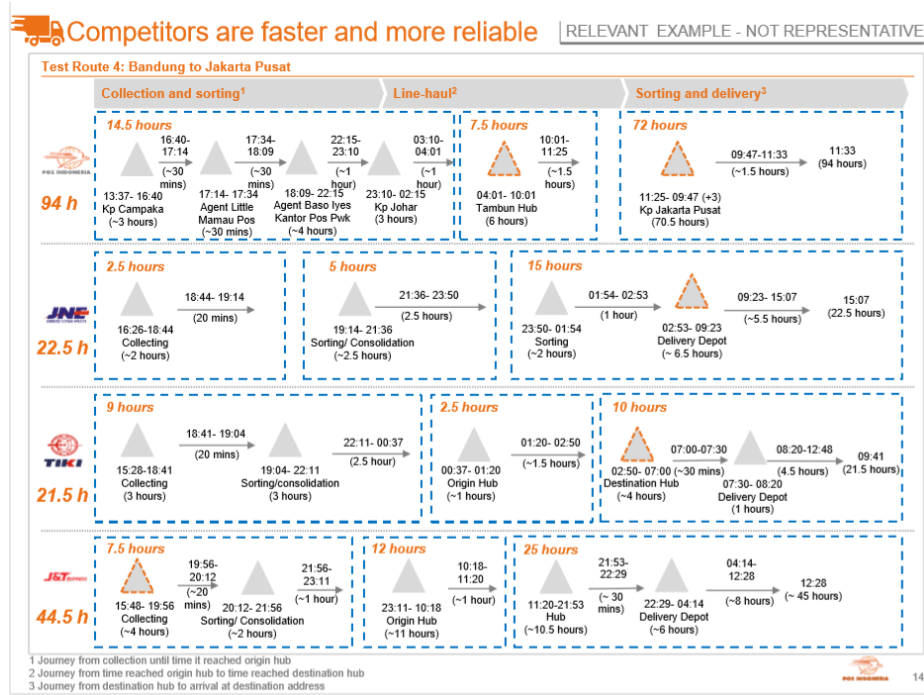 Competitors are faster and more reliable
RELEVANT EXAMPLE - NOT REPRESENTATIVE
Test Route 4: Bandung to Jakarta Pusat
Collection and sorting1
Line-haul2
Sorting and delivery3
POS INDONESIA
94 h
14.5 hours
13:37- 16:40
Kp Campaka
(~3 hours)
16:40-
17:14
(~30
mins)
17:14- 17:34
Agent Little
Mamau Pos
(~30 mins)
17:34-
18:09
(~30
mins)
18:09- 22:15
Agent Baso Iyes
Kantor Pos Pwk
(~4 hours)
22:15-
23:10
(~1
hour)
23:10- 02:15
Kp Johar
(3 hours)
03:10-
04:01
(~1
hour)
7.5 hours
04:01- 10:01
Tambun Hub
(6 hours)
10:01-
11:25
(~1.5
hours)
72 hours
11:25- 09:47 (+3)
Kp Jakarta Pusat
(70.5 hours)
09:47-11:33
(~1.5 hours)
11:33
(94 hours)
JNE
22.5 h
2.5 hours
16:26-18:44
Collecting
(~2 hours)
18:44- 19:14
(20 mins)
5 hours
19:14- 21:36
Sorting/ Consolidation
(~2.5 hours)
21:36- 23:50
(2.5 hours)
15 hours
23:50- 01:54
Sorting
(~2 hours)
01:54- 02:53
(1 hour)
02:53- 09:23
Delivery Depot
(~ 6.5 hours)
09:23- 15:07
(~5.5 hours)
15:07
(22.5 hours)
TIKI
21.5 h
9 hours
15:28-18:41
Collecting
(3 hours)
18:41- 19:04
(20 mins)
19:04- 22:11
Sorting/consolidation
(3 hours)
22:11- 00:37
(2.5 hour)
2.5 hours
00:37- 01:20
Origin Hub
(~1 hours)
01:20- 02:50
(~1.5 hours)
10 hours
02:50- 07:00
Destination Hub
(~4 hours)
07:00-07:30
(~30 mins)
07:30- 08:20
Delivery Depot
(1 hours)
08:20-12:48
(4.5 hours)
09:41
(21.5 hours)
J&T EXPRESS
44.5 h
7.5 hours
15:48- 19:56
Collecting
(~4 hours)
19:56-
20:12
(~20
mins)
20:12- 21:56
Sorting/ Consolidation
(~2 hours)
21:56-
23:11
(~1 hour)
12 hours
23:11- 10:18
Origin Hub
(~11 hours)
10:18-
11:20
(~1 hour)
25 hours
11:20-21:53
Hub
(~10.5 hours)
21:53-
22:29
(~ 30
mins)
22:29- 04:14
Delivery Depot
(~6 hours)
04:14-
12:28
(~8 hours)
12:28
(~ 45 hours)
1 Journey from collection until time it reached origin hub
2 Journey from time reached origin hub to time reached destination hub
3 Journey from destination hub to arrival at destination address
POS INDONESIA
14